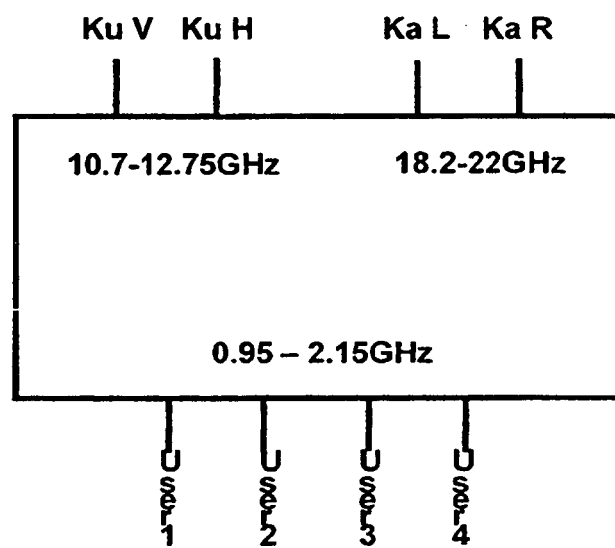 Ku V Ku H Ka L Ka R
10.7-12.75GHz 18.2-22GHz
0.95 – 2.15GHz
User 1 User 2 User 3 User 4